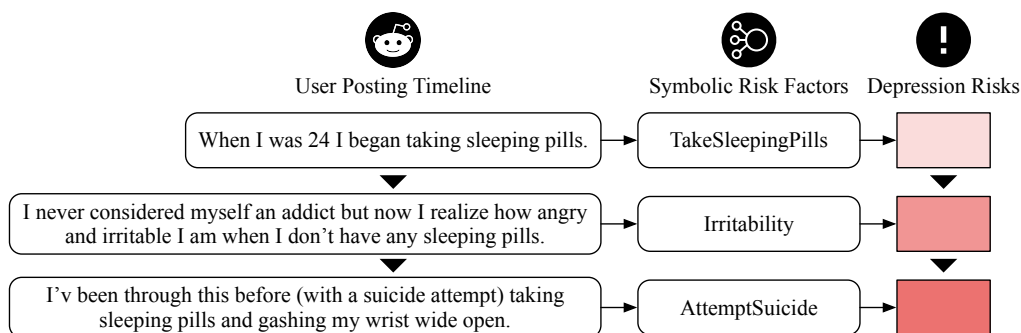 User Posting Timeline
Symbolic Risk Factors
Depression Risks
When I was 24 I began taking sleeping pills.
TakeSleepingPills
I never considered myself an addict but now I realize how angry
and irritable I am when I don't have any sleeping pills.
Irritability
I'v been through this before (with a suicide attempt) taking
sleeping pills and gashing my wrist wide open.
AttemptSuicide